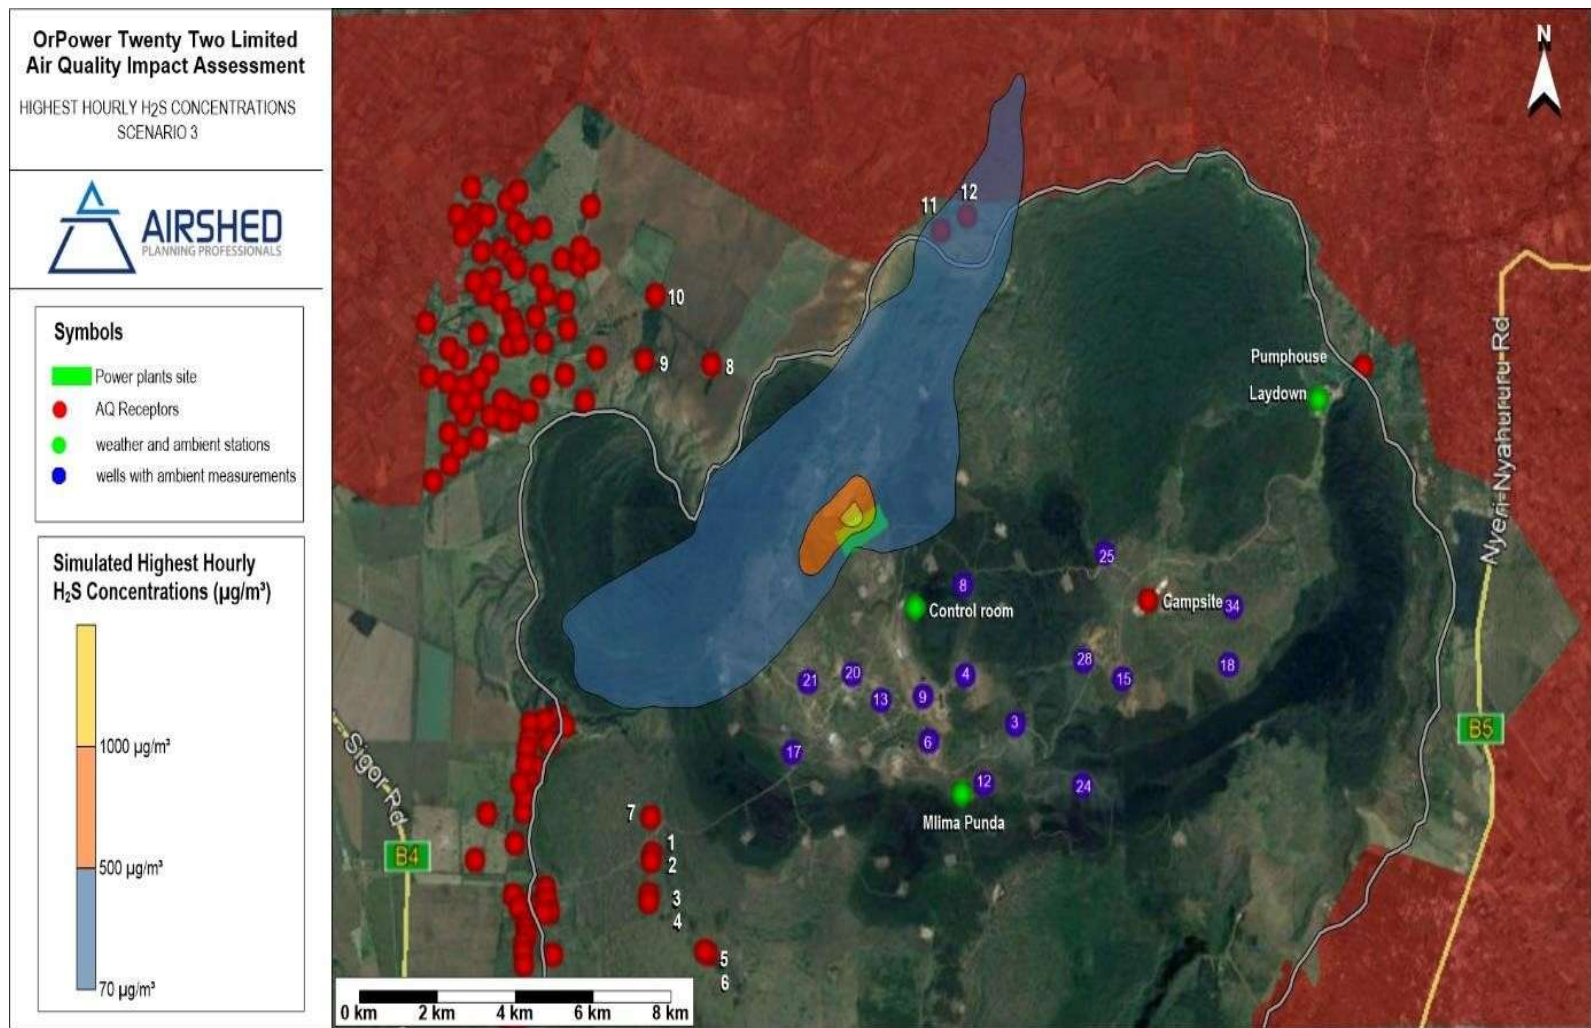 OrPower Twenty Two Limited
Air Quality Impact Assessment
HIGHEST HOURLY H2S CONCENTRATIONS
SCENARIO 3
AIRSHED
PLANNING PROFESSIONALS
Symbols
Power plants site
AQ Receptors
weather and ambient stations
wells with ambient measurements
Simulated Highest Hourly
H₂S Concentrations (µg/m³)
1000 µg/m³
500 µg/m³
70 µg/m³
N
12
11
10
9
8
Pumphouse
Laydown
Nyeri-Nyahururu Rd
25
8
Control room
Campsite
34
28
18
15
4
20
21
9
13
3
6
17
12
24
Mlima Punda
B5
Sigor Rd
B4
7
1
2
3
4
5
6
0 km 2 km 4 km 6 km 8 km